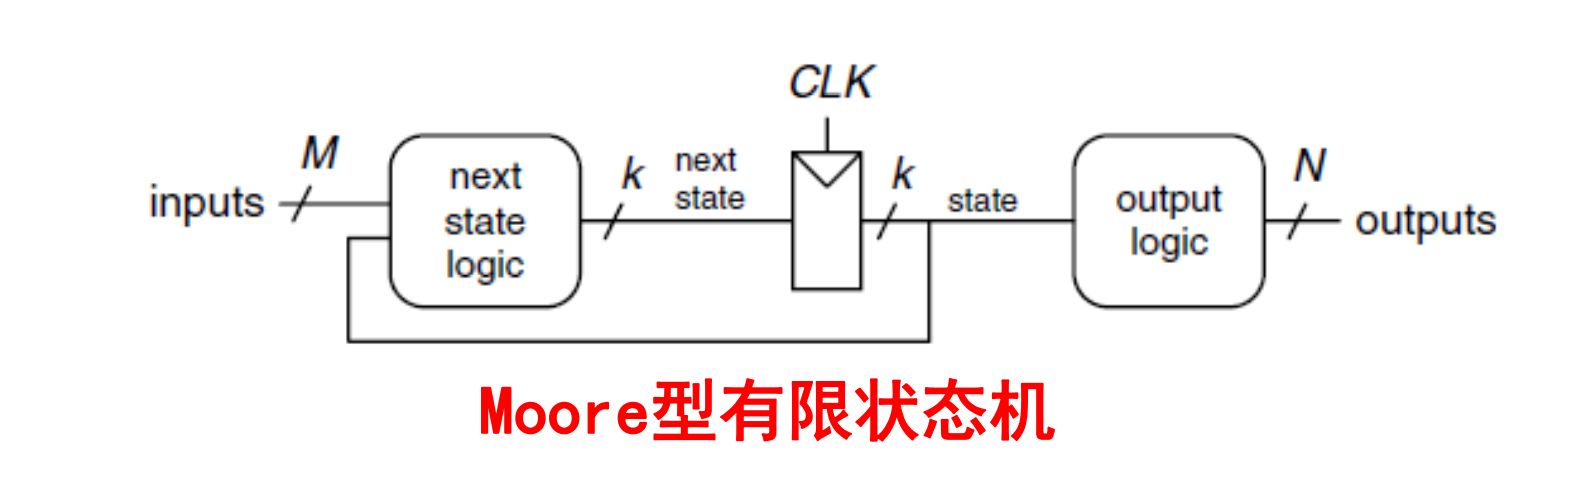 CLK
inputs
M
next
state
logic
k
next
state
k
state
output
logic
N
outputs
Moore型有限状态机